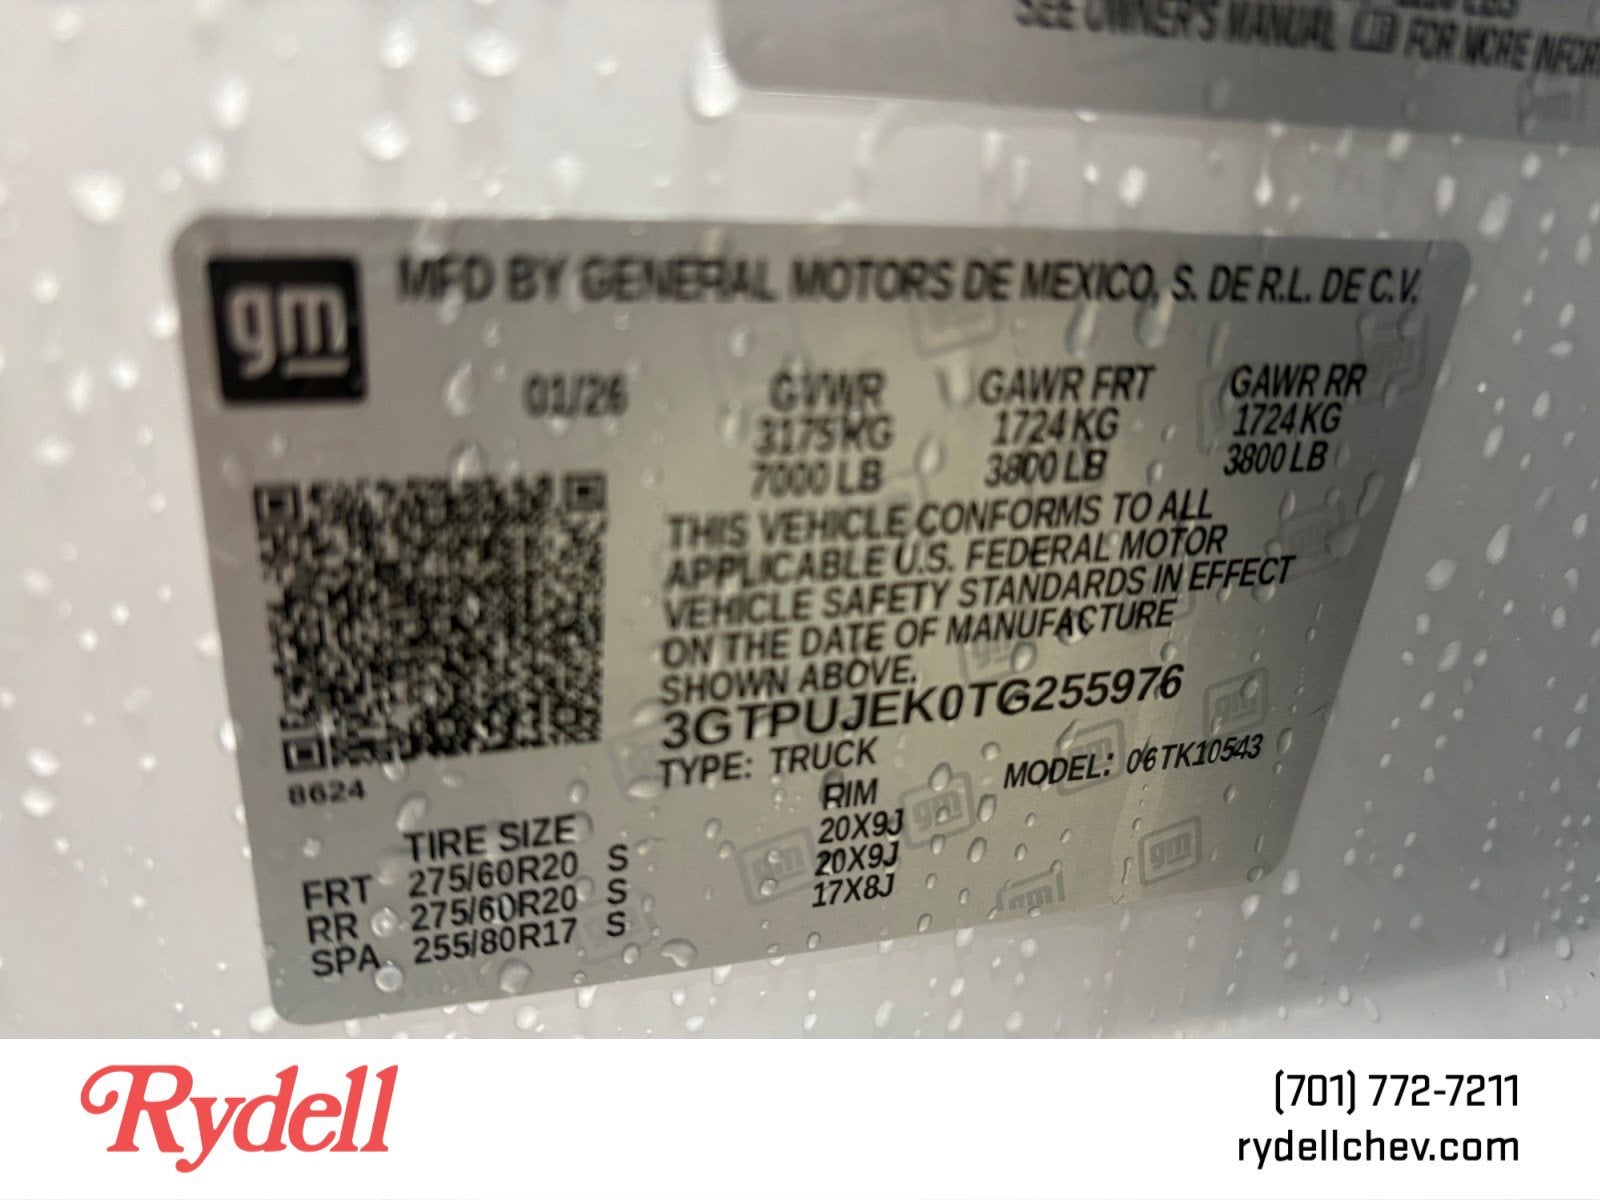 SEE OWNER'S MANUAL FOR MORE INFOR
gm
MFD BY GENERAL MOTORS DE MEXICO, S. DE R.L. DE C.V.
01/26 GVWR GAWR FRT GAWR RR
3175 KG 1724 KG 1724 KG
7000 LB 3800 LB 3800 LB
THIS VEHICLE CONFORMS TO ALL
APPLICABLE U.S. FEDERAL MOTOR
VEHICLE SAFETY STANDARDS IN EFFECT
ON THE DATE OF MANUFACTURE
SHOWN ABOVE.
3GTPUJEK0TG255976
TYPE: TRUCK MODEL: 06TK10543
8624
TIRE SIZE RIM
FRT 275/60R20 S 20X9J
RR 275/60R20 S 20X9J
SPA 255/80R17 S 17X8J
Rydell
(701) 772-7211
rydellchev.com